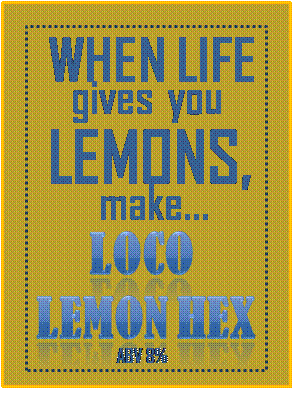 WHEN LIFE
gives you
LEMONS,
make...
LOCO
LEMON HEX
ABV 8%